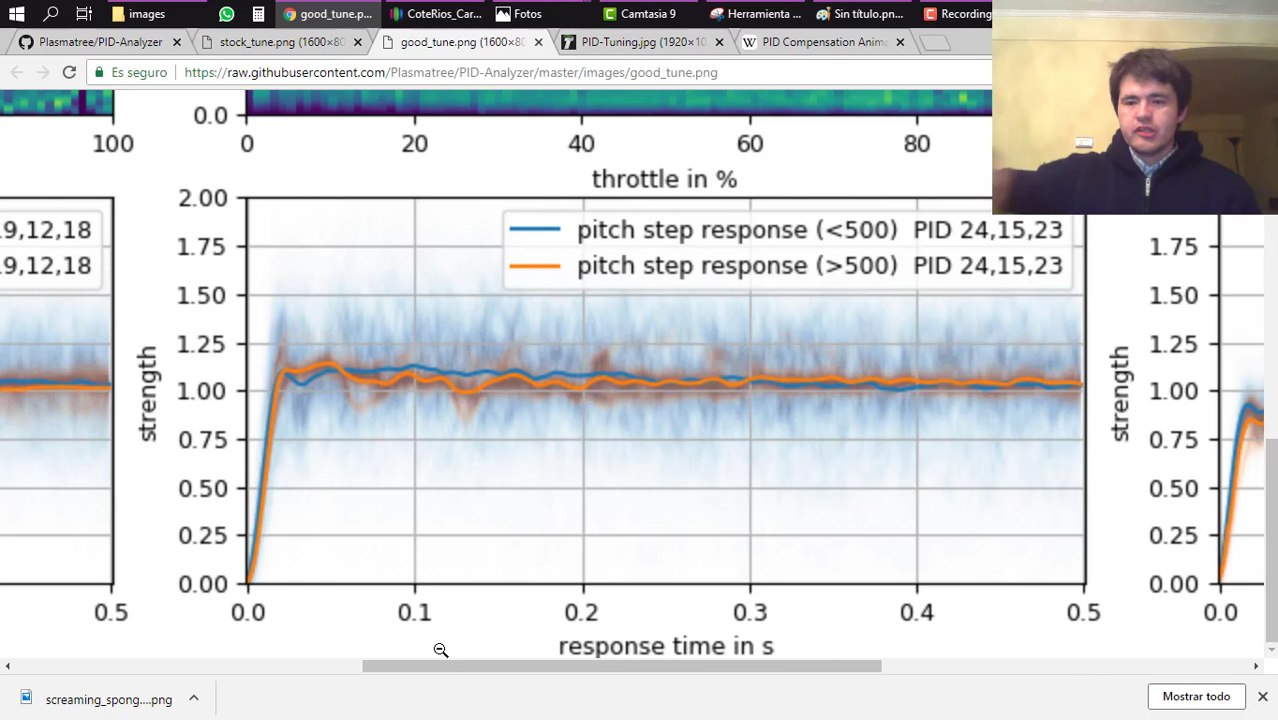 images
good_tune.p...
CoteRios_Car...
Fotos
Camtasia 9
Herramienta ...
Sin título.pn...
Recording
Plasmatree/PID-Analyzer
stock_tune.png (1600×80
good_tune.png (1600×80
PID-Tuning.jpg (1920×10
PID Compensation Anima
Es seguro
https://raw.githubusercontent.com/Plasmatree/PID-Analyzer/master/images/good_tune.png
0.0
100 0 20 40 60 80
throttle in %
9,12,18
9,12,18
pitch step response (<500) PID 24,15,23
pitch step response (>500) PID 24,15,23
strength
2.00
1.75
1.50
1.25
1.00
0.75
0.50
0.25
0.00
strength
1.75
1.50
1.25
1.00
0.75
0.50
0.25
0.00
0.5 0.0 0.1 0.2 0.3 0.4 0.5 0.0
response time in s
screaming_spong....png
Mostrar todo